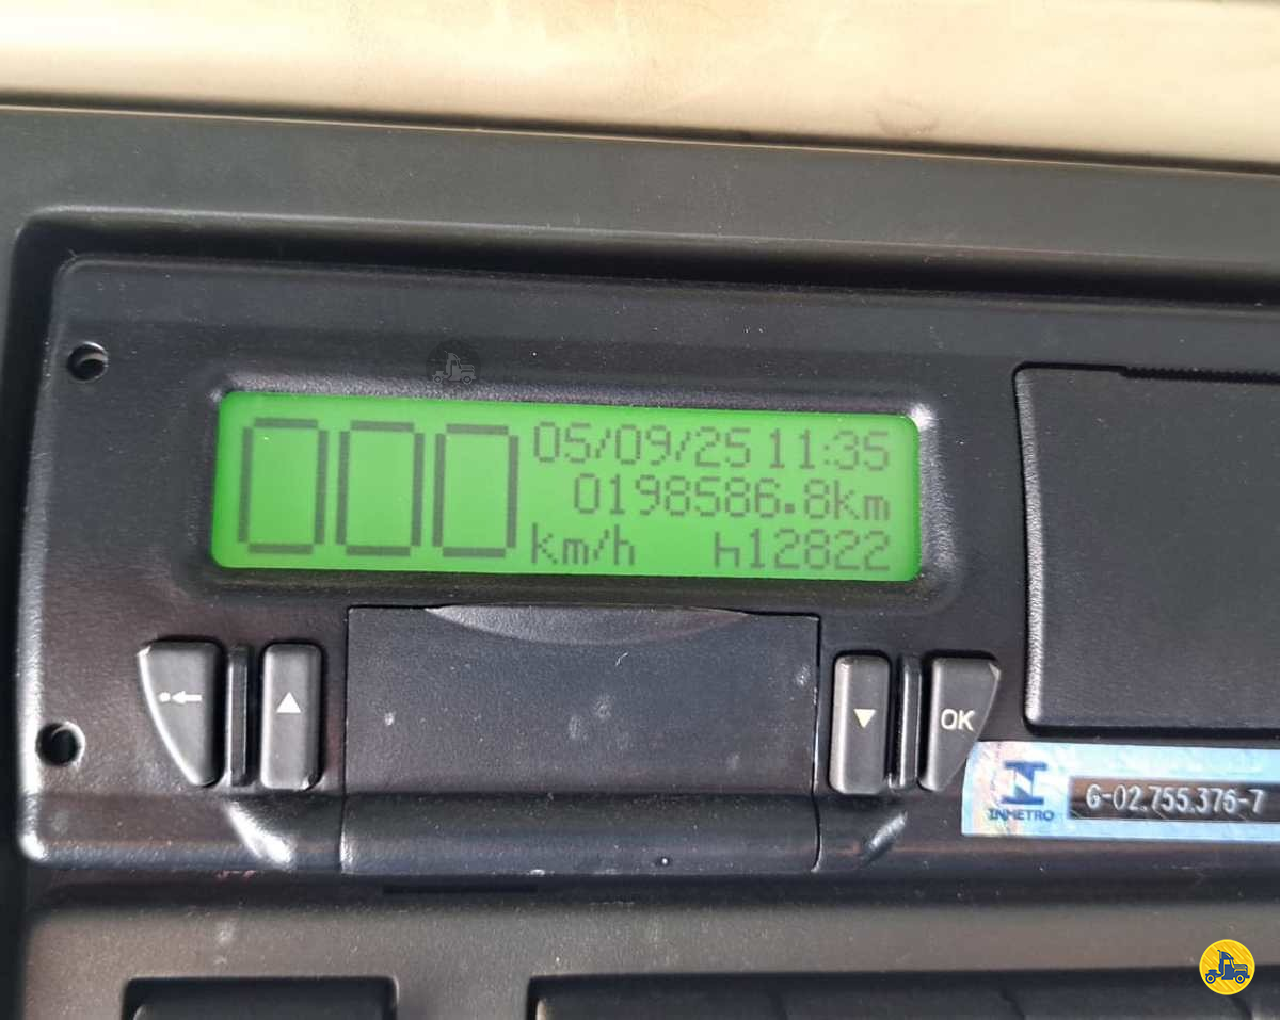 000 05/09/25 11:35
0198586.8km
km/h h12822
OK
INMETRO
G-02.755.376-7